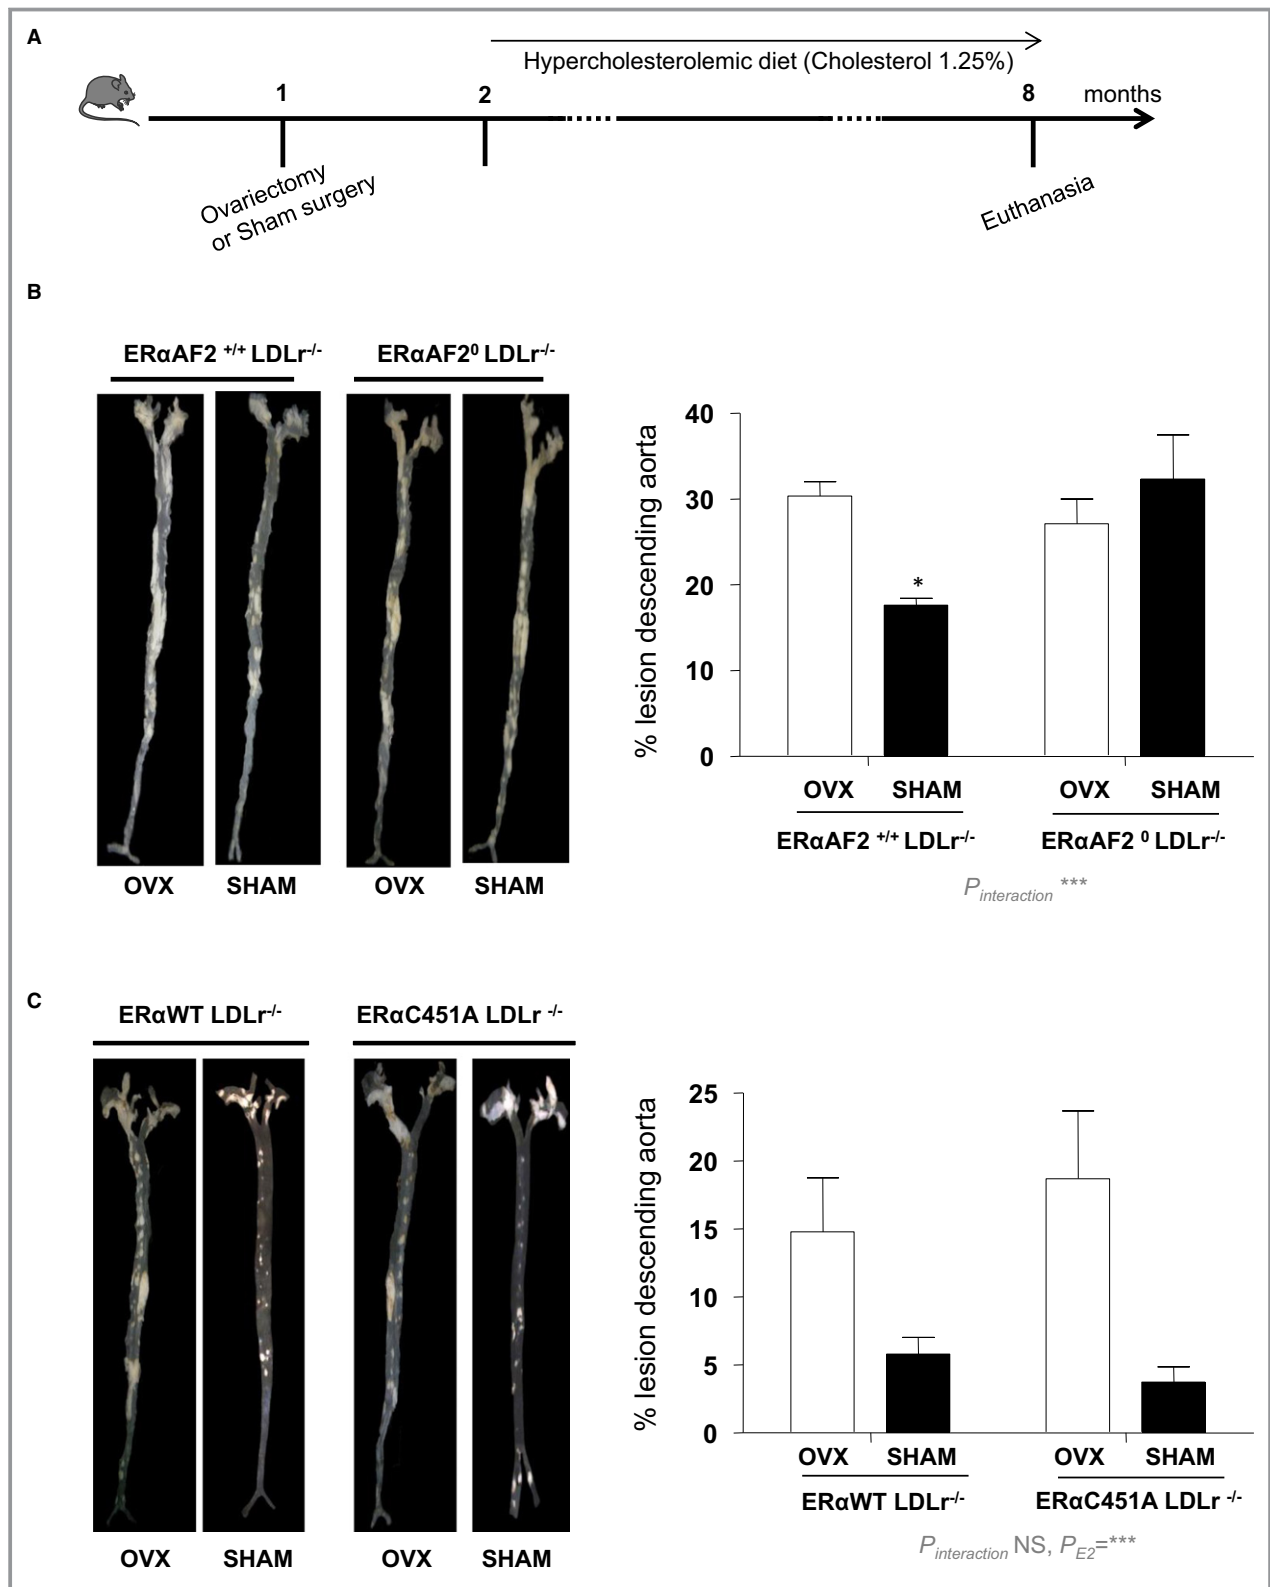 A
Hypercholesterolemic diet (Cholesterol 1.25%)
1 2 8 months
Ovariectomy
or Sham surgery
Euthanasia
B
ERαAF2 +/+ LDLr-/- ERαAF2⁰ LDLr-/-
OVX SHAM OVX SHAM
% lesion descending aorta
40
30
20
10
0
*
OVX SHAM OVX SHAM
ERαAF2 +/+ LDLr-/- ERαAF2 ⁰ LDLr-/-
Pinteraction ***
C
ERαWT LDLr-/- ERαC451A LDLr -/-
OVX SHAM OVX SHAM
% lesion descending aorta
25
20
15
10
5
0
OVX SHAM OVX SHAM
ERαWT LDLr-/- ERαC451A LDLr -/-
Pinteraction NS, PE2=***